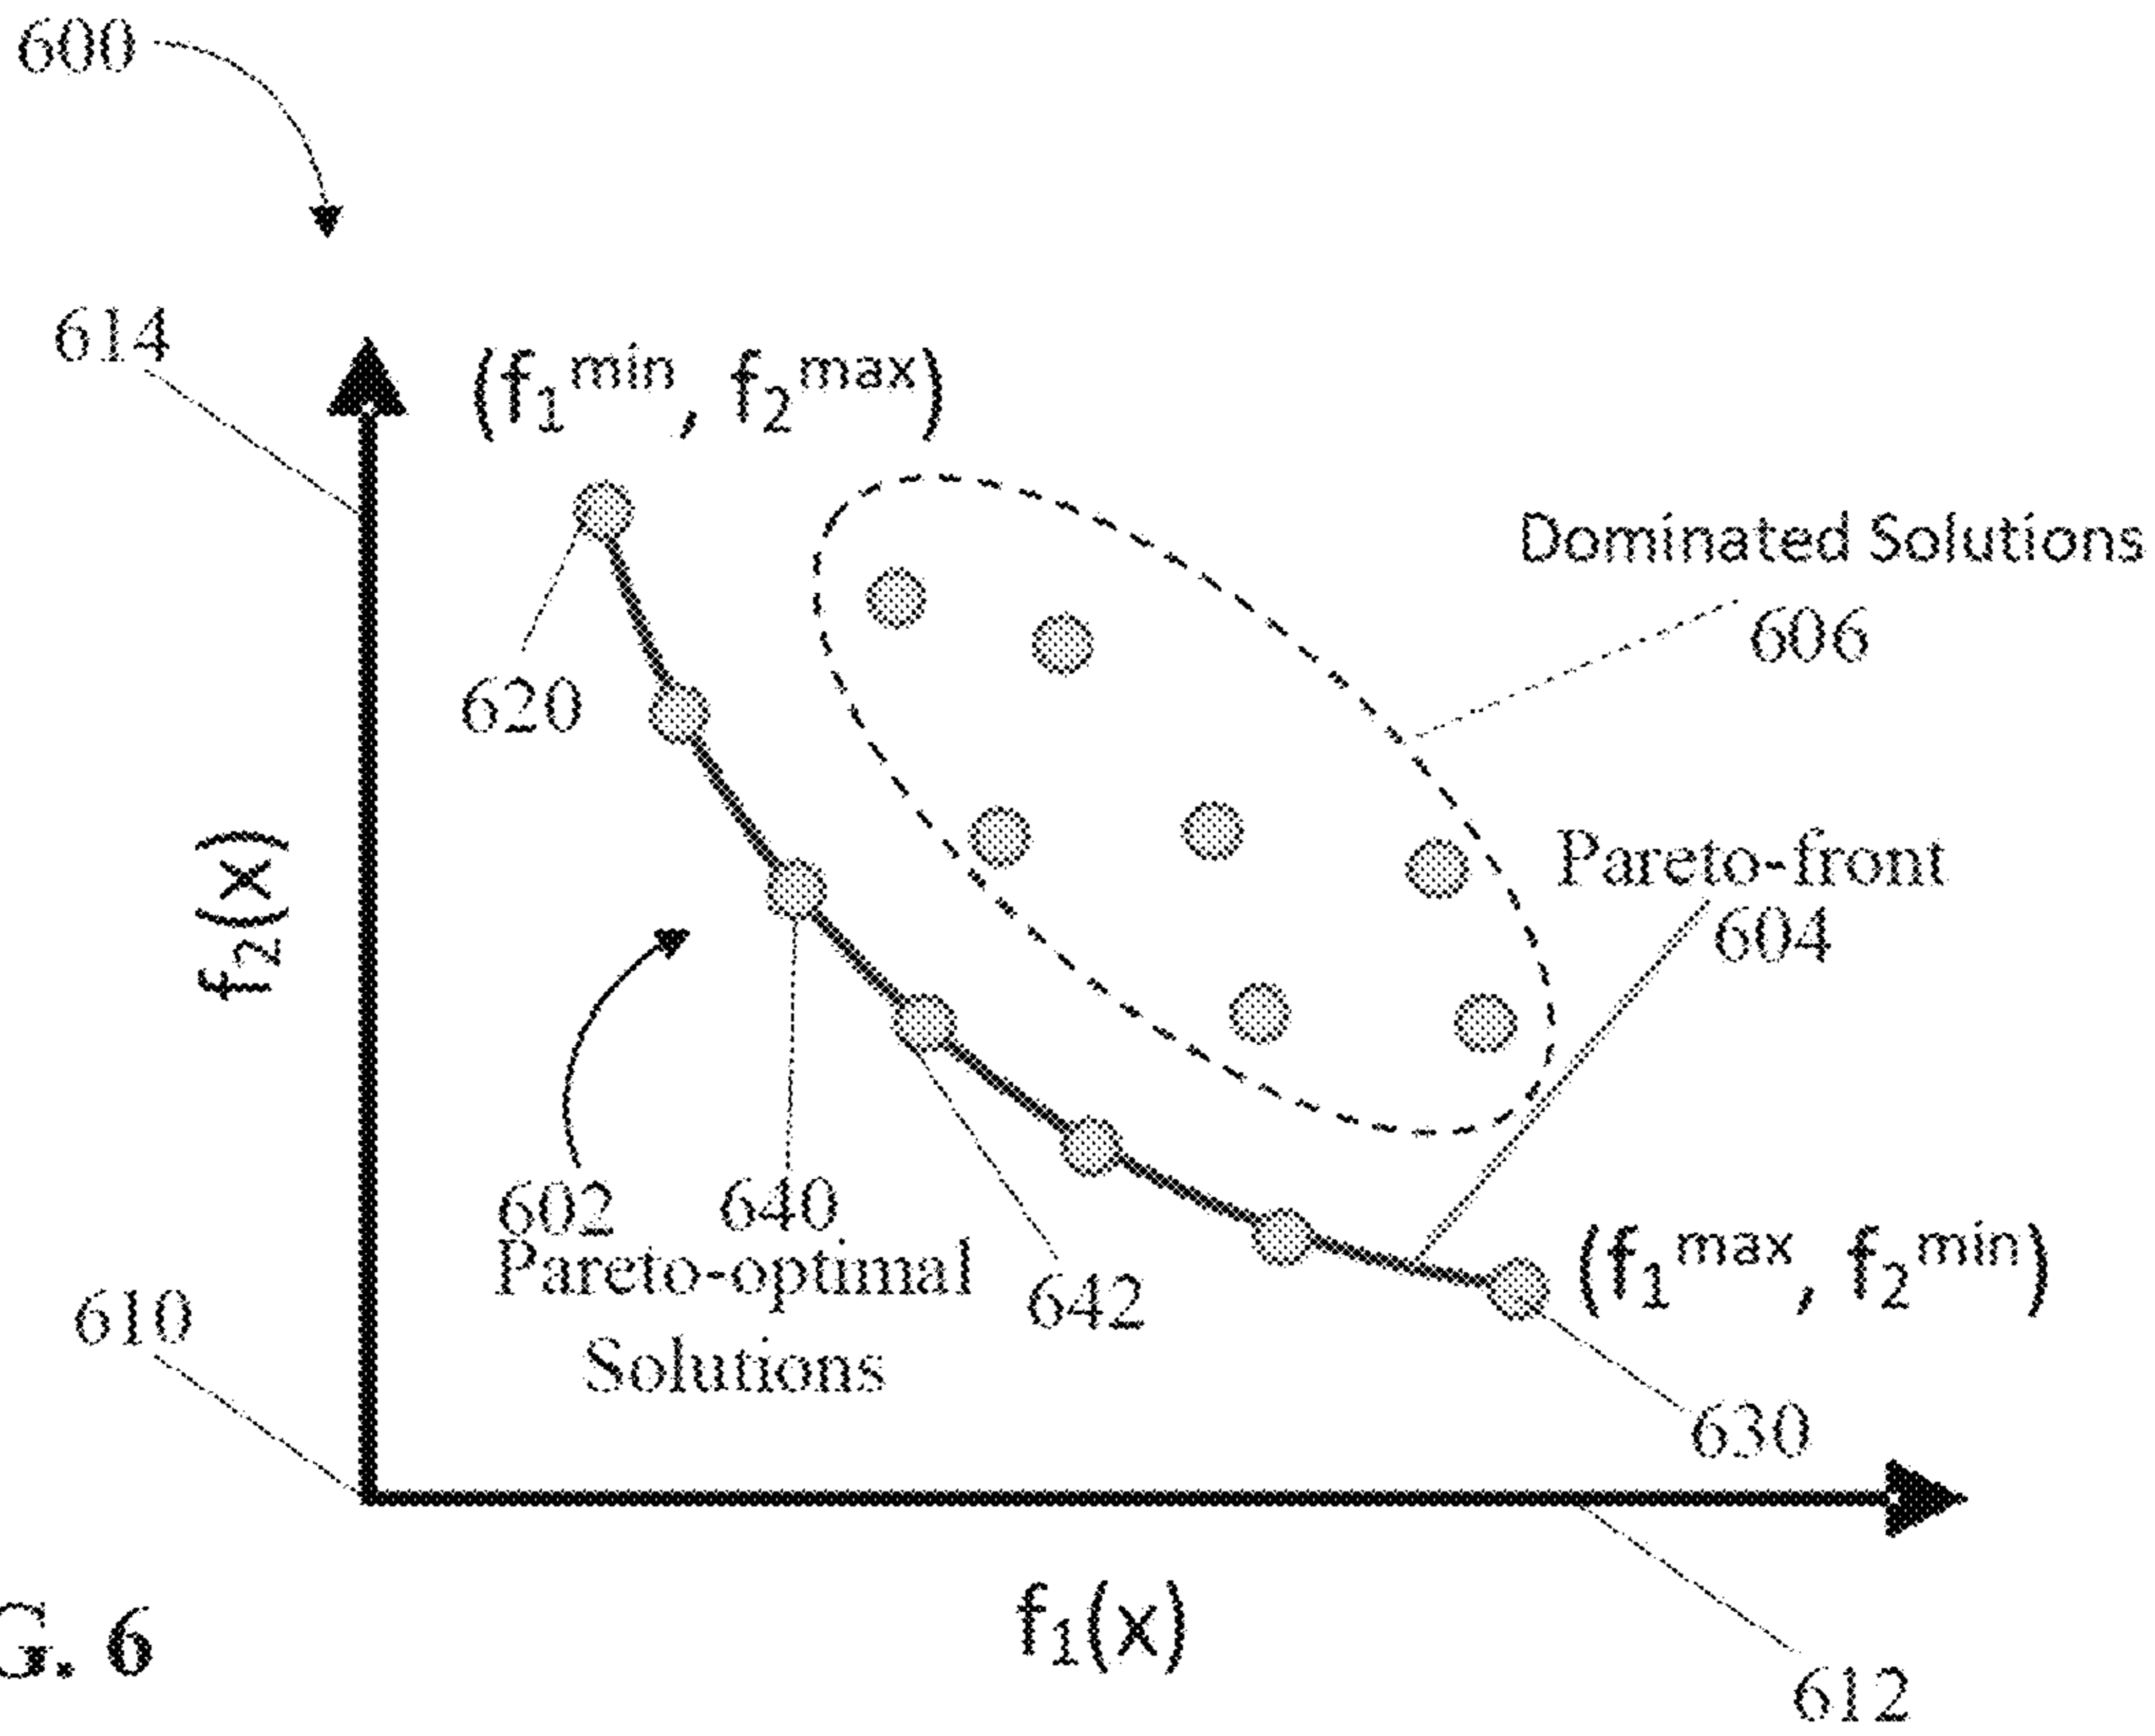 600
614
(f₁ᵐⁱⁿ, f₂ᵐᵃˣ)
Dominated Solutions
606
620
f₂(x)
Pareto-front
604
602
640
Pareto-optimal
Solutions
642
(f₁ᵐᵃˣ, f₂ᵐⁱⁿ)
610
630
f₁(x)
G. 6
612